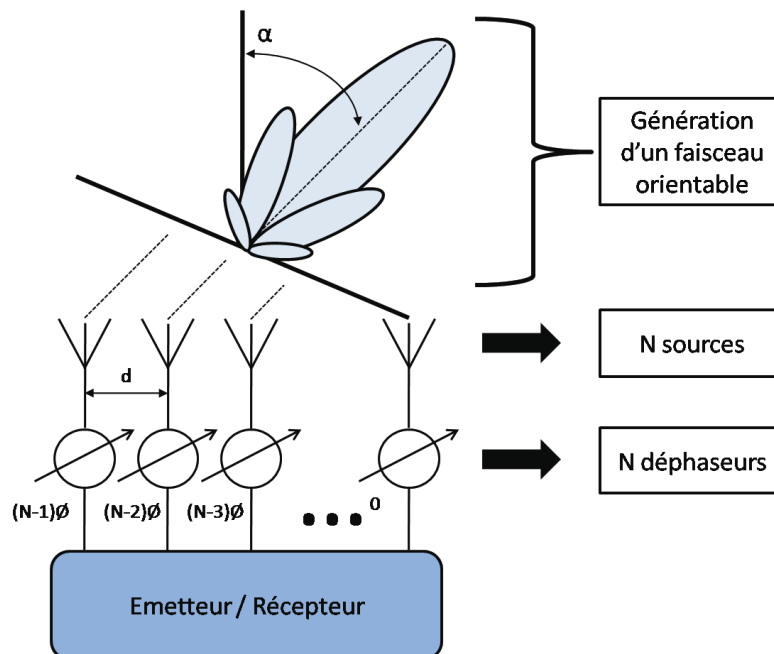 α
Génération
d'un faisceau
orientable
N sources
d
N déphaseurs
(N-1)Ø (N-2)Ø (N-3)Ø 0
Emetteur / Récepteur